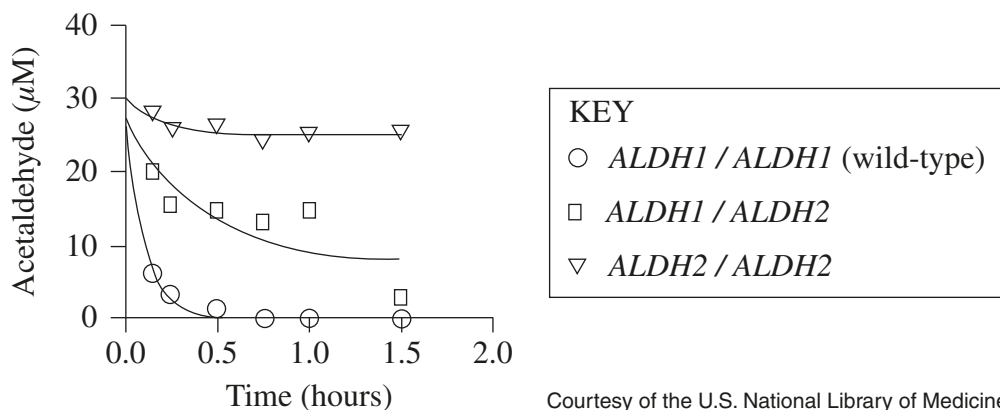 40
30
20
10
0
Acetaldehyde (μM)
0.0 0.5 1.0 1.5 2.0
Time (hours)
KEY
ALDH1 / ALDH1 (wild-type)
ALDH1 / ALDH2
ALDH2 / ALDH2
Courtesy of the U.S. National Library of Medicine